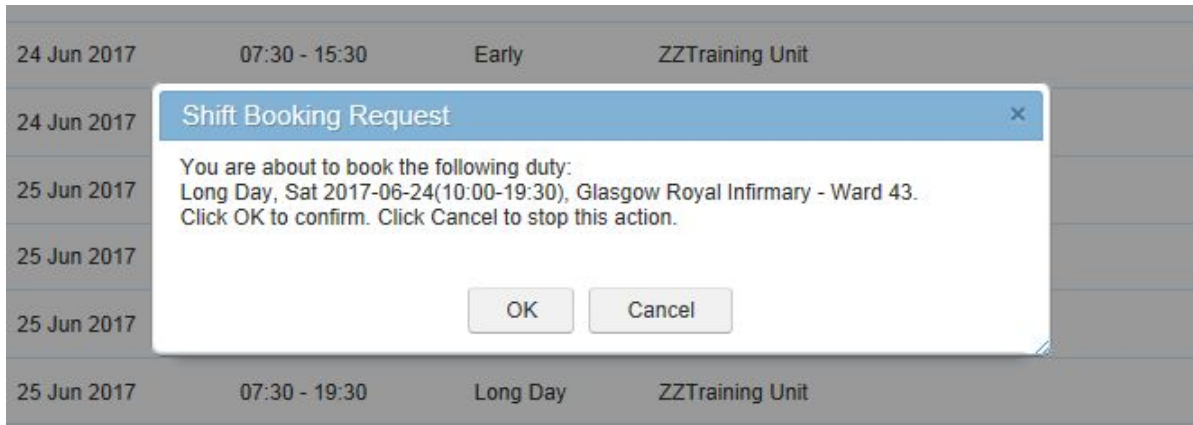 24 Jun 2017 07:30 - 15:30 Early ZZTraining Unit
24 Jun 2017
Shift Booking Request ×
You are about to book the following duty:
Long Day, Sat 2017-06-24(10:00-19:30), Glasgow Royal Infirmary - Ward 43.
Click OK to confirm. Click Cancel to stop this action.
25 Jun 2017
25 Jun 2017
OK Cancel
25 Jun 2017
25 Jun 2017 07:30 - 19:30 Long Day ZZTraining Unit